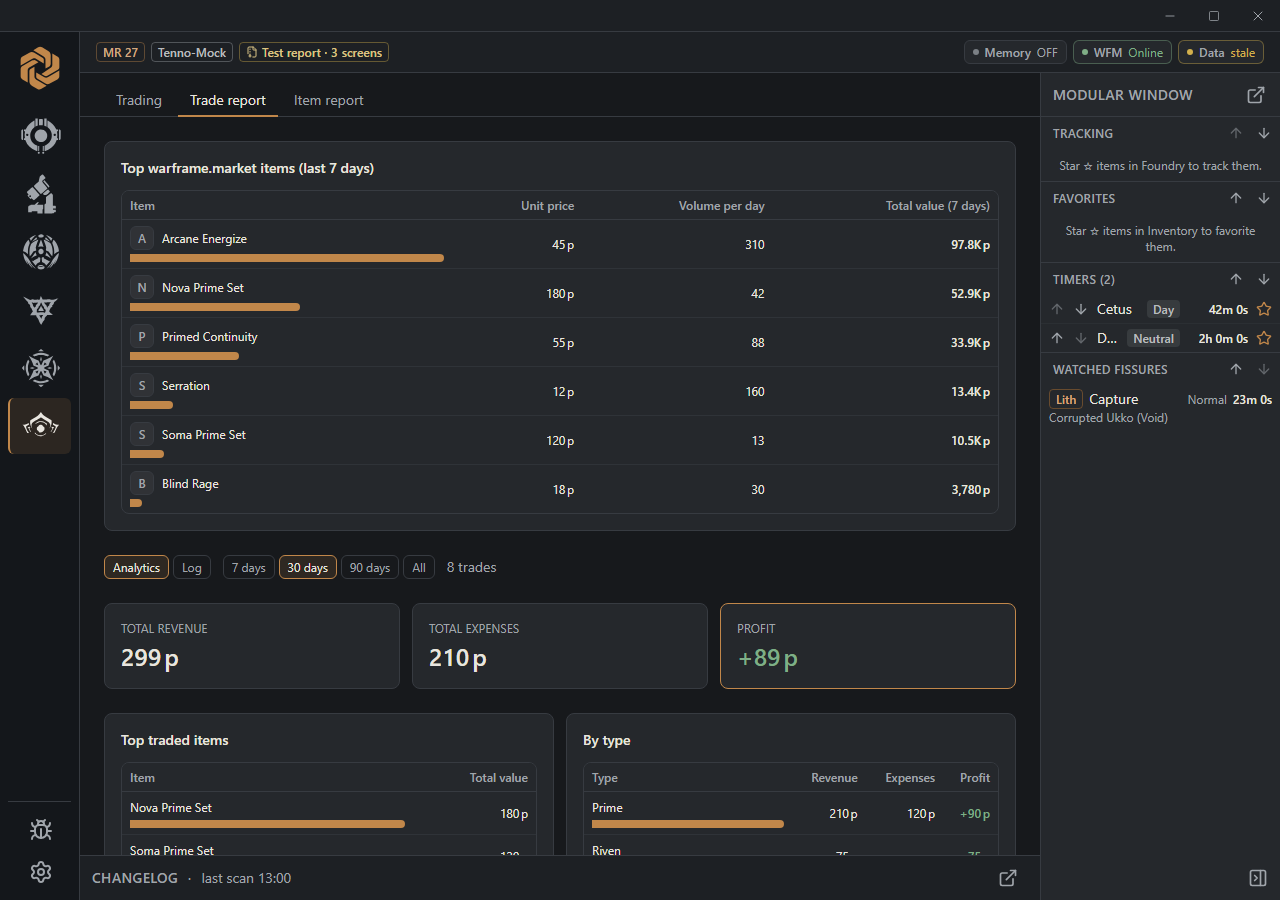 MR 27 Tenno-Mock Test report · 3 screens
Memory OFF WFM Online Data stale
Trading Trade report Item report
Top warframe.market items (last 7 days)
Item Unit price Volume per day Total value (7 days)
A Arcane Energize 45 p 310 97.8K p
N Nova Prime Set 180 p 42 52.9K p
P Primed Continuity 55 p 88 33.9K p
S Serration 12 p 160 13.4K p
S Soma Prime Set 120 p 13 10.5K p
B Blind Rage 18 p 30 3,780 p
Analytics Log 7 days 30 days 90 days All 8 trades
TOTAL REVENUE
299 p
TOTAL EXPENSES
210 p
PROFIT
+89 p
Top traded items
Item Total value
Nova Prime Set 180 p
Soma Prime Set
By type
Type Revenue Expenses Profit
Prime 210 p 120 p +90 p
Riven
CHANGELOG · last scan 13:00
MODULAR WINDOW
TRACKING
Star ☆ items in Foundry to track them.
FAVORITES
Star ☆ items in Inventory to favorite
them.
TIMERS (2)
Cetus Day 42m 0s
D... Neutral 2h 0m 0s
WATCHED FISSURES
Lith Capture Normal 23m 0s
Corrupted Ukko (Void)